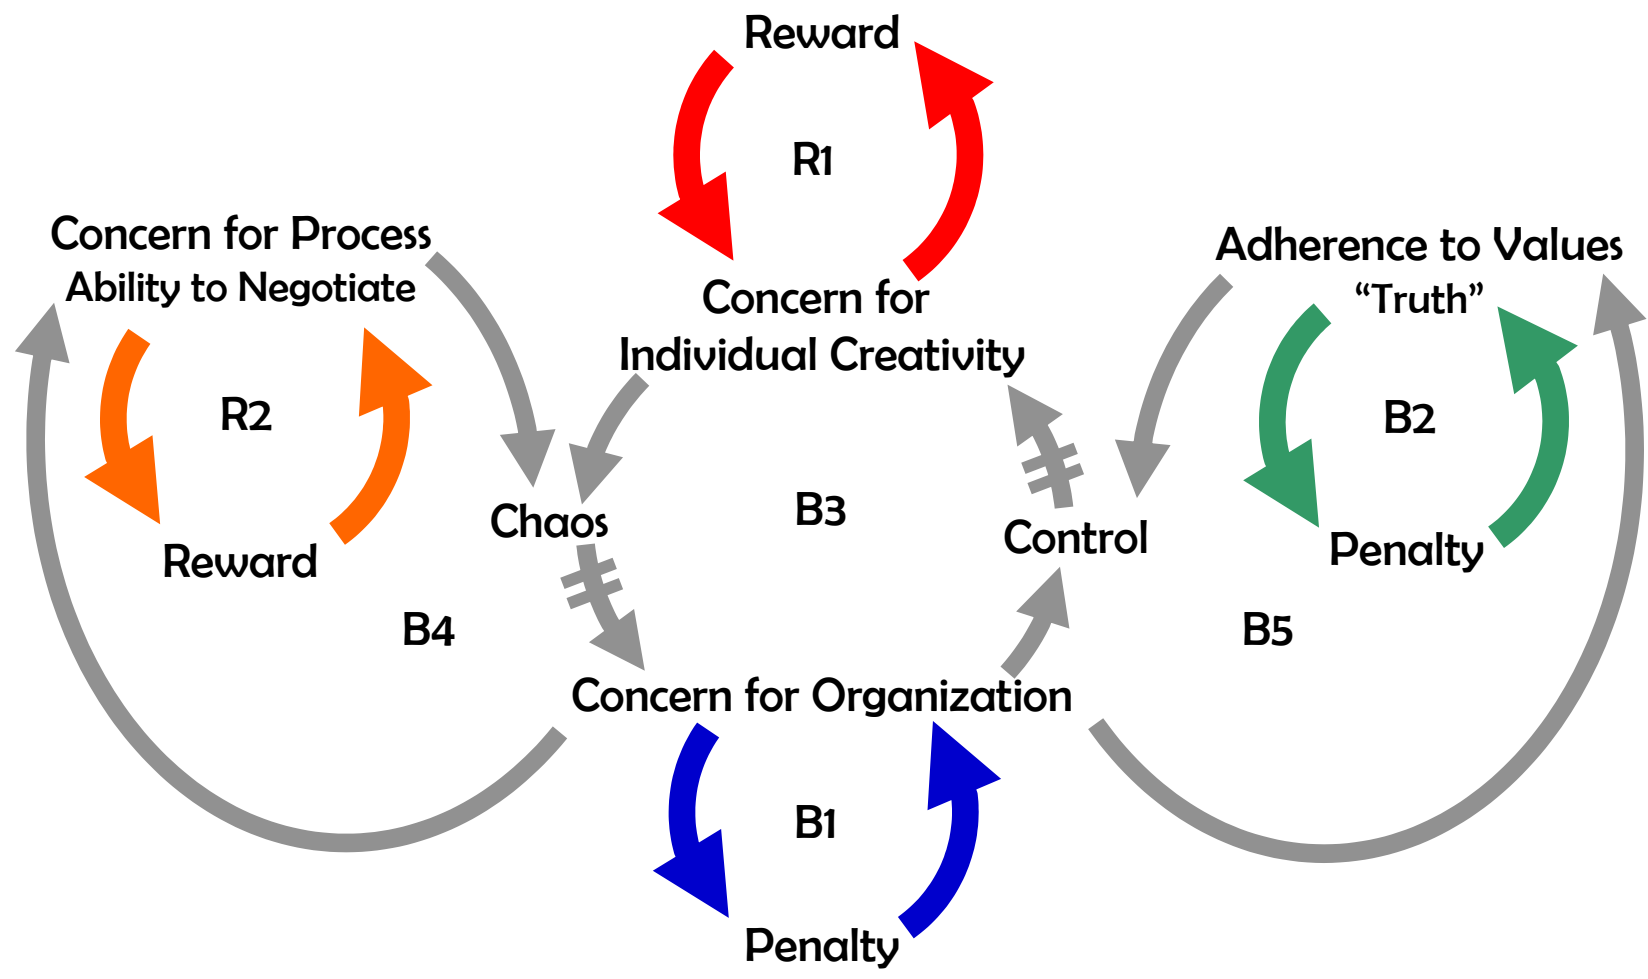 Reward
R1
Concern for Process
Ability to Negotiate
Adherence to Values
“Truth”
Concern for
Individual Creativity
R2
B2
B3
Chaos
Control
Reward
Penalty
B4
B5
Concern for Organization
B1
Penalty